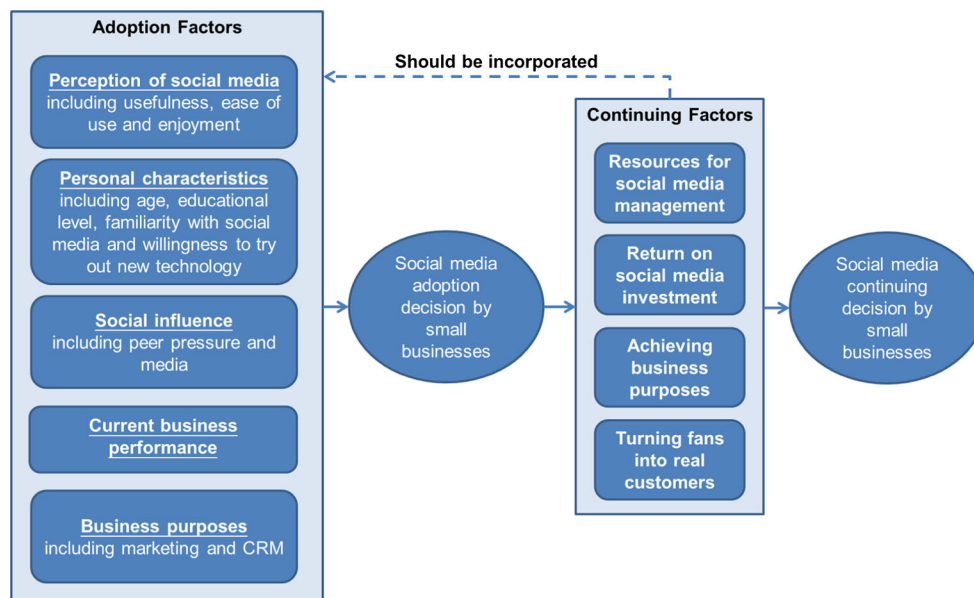 Adoption Factors
Perception of social media
including usefulness, ease of
use and enjoyment
Personal characteristics
including age, educational
level, familiarity with social
media and willingness to try
out new technology
Social influence
including peer pressure and
media
Current business
performance
Business purposes
including marketing and CRM
Social media
adoption
decision by
small
businesses
Should be incorporated
Continuing Factors
Resources for
social media
management
Return on
social media
investment
Achieving
business
purposes
Turning fans
into real
customers
Social media
continuing
decision by
small
businesses